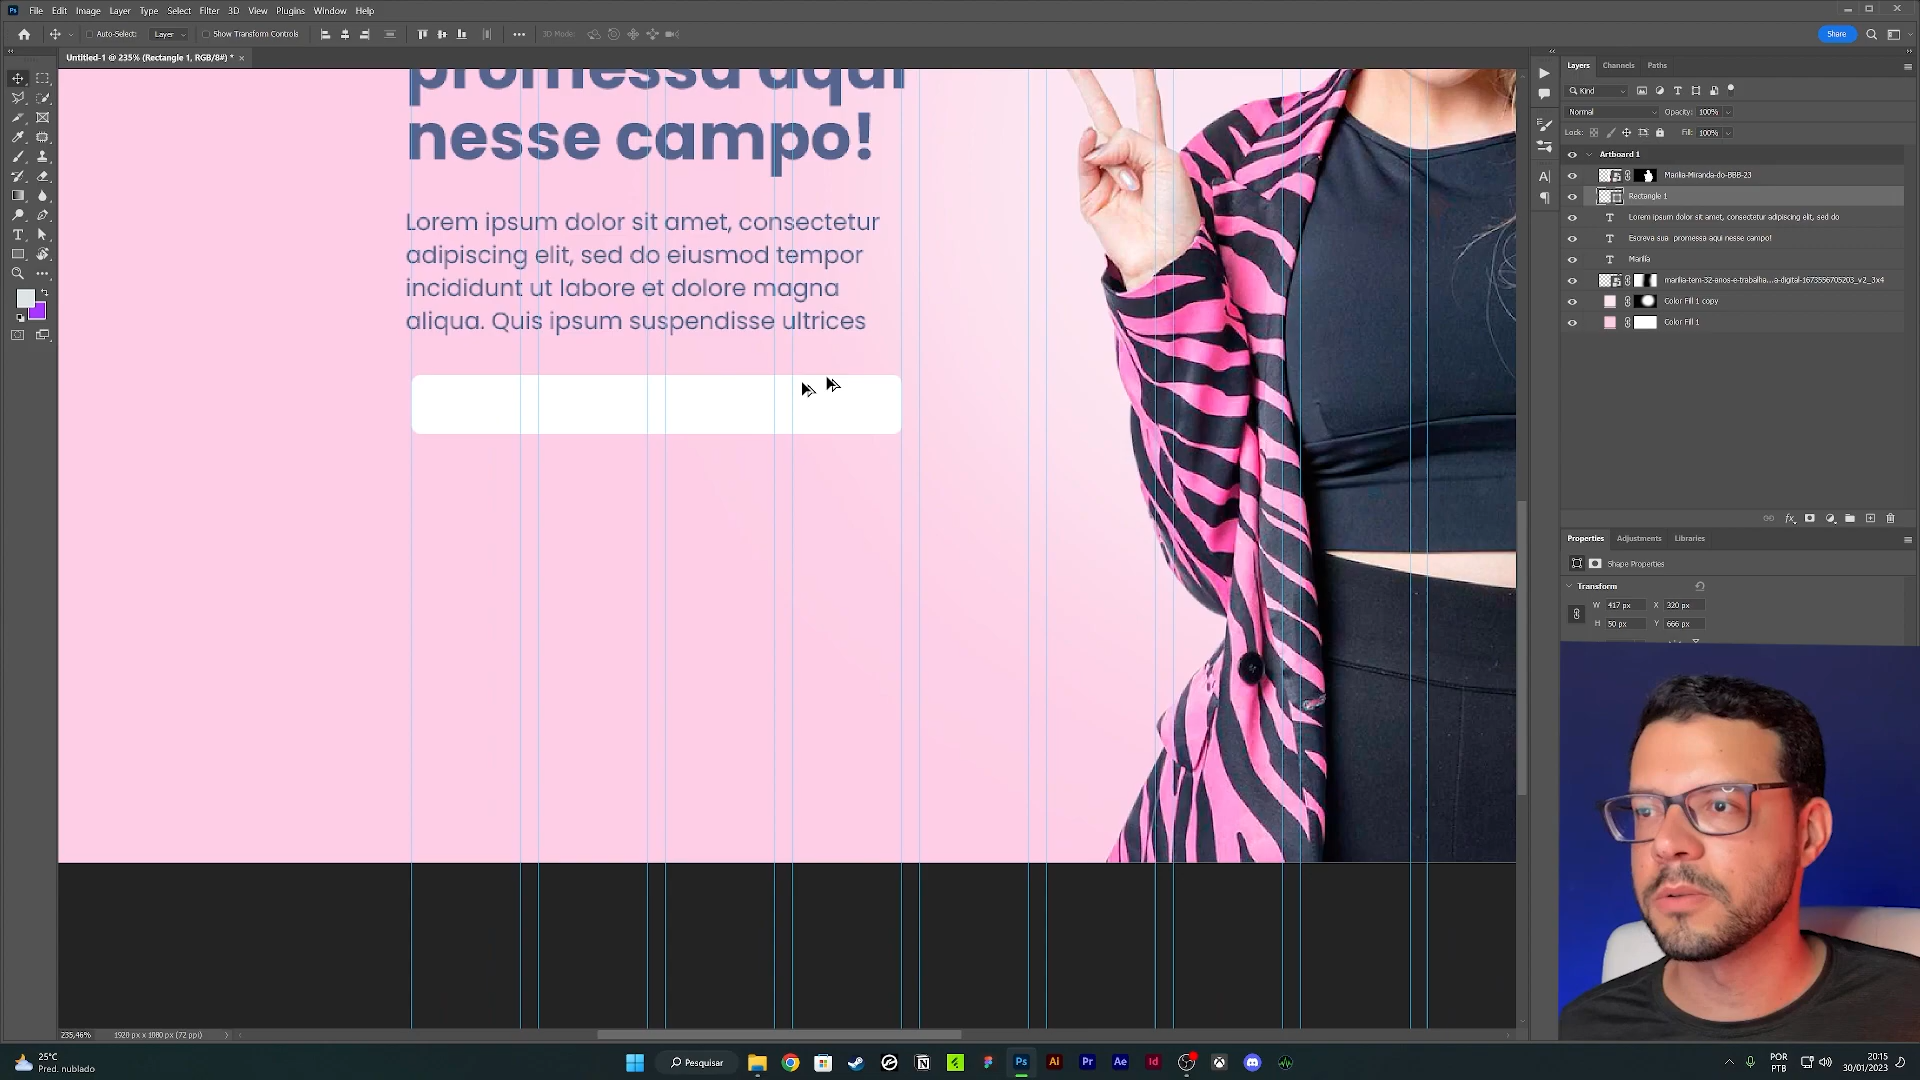 Ps File Edit Image Layer Type Select Filter 3D View Plugins Window Help
Auto-Select: Layer Show Transform Controls 3D Mode: Share
Untitled-1 @ 235% (Rectangle 1, RGB/8#) * ×
promessa aqui
nesse campo!
Lorem ipsum dolor sit amet, consectetur
adipiscing elit, sed do eiusmod tempor
incididunt ut labore et dolore magna
aliqua. Quis ipsum suspendisse ultrices
Layers Channels Paths
Kind
Normal Opacity: 100%
Lock: Fill: 100%
Artboard 1
Marilia-Miranda-do-BBB-23
Rectangle 1
Lorem ipsum dolor sit amet, consectetur adipiscing elit, sed do
Escreva sua promessa aqui nesse campo!
Marília
marilia-tem-32-anos-e-trabalha...a-digital-1673556705203_v2_3x4
Color Fill 1 copy
Color Fill 1
Properties Adjustments Libraries
Shape Properties
Transform
W 417 px X 320 px
H 50 px Y 666 px
235,46% 1920 px x 1080 px (72 ppi)
25°C
Pred. nublado
Pesquisar
Ps Ai Pr Ae Id
POR
PTB
20:15
30/01/2023